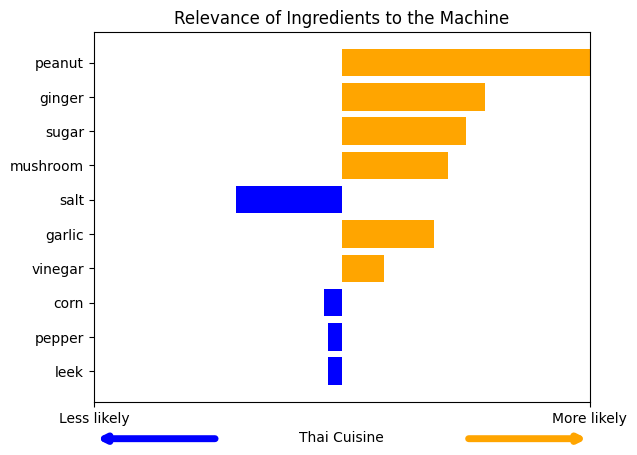 Relevance of Ingredients to the Machine
peanut
ginger
sugar
mushroom
salt
garlic
vinegar
corn
pepper
leek
Less likely
More likely
Thai Cuisine